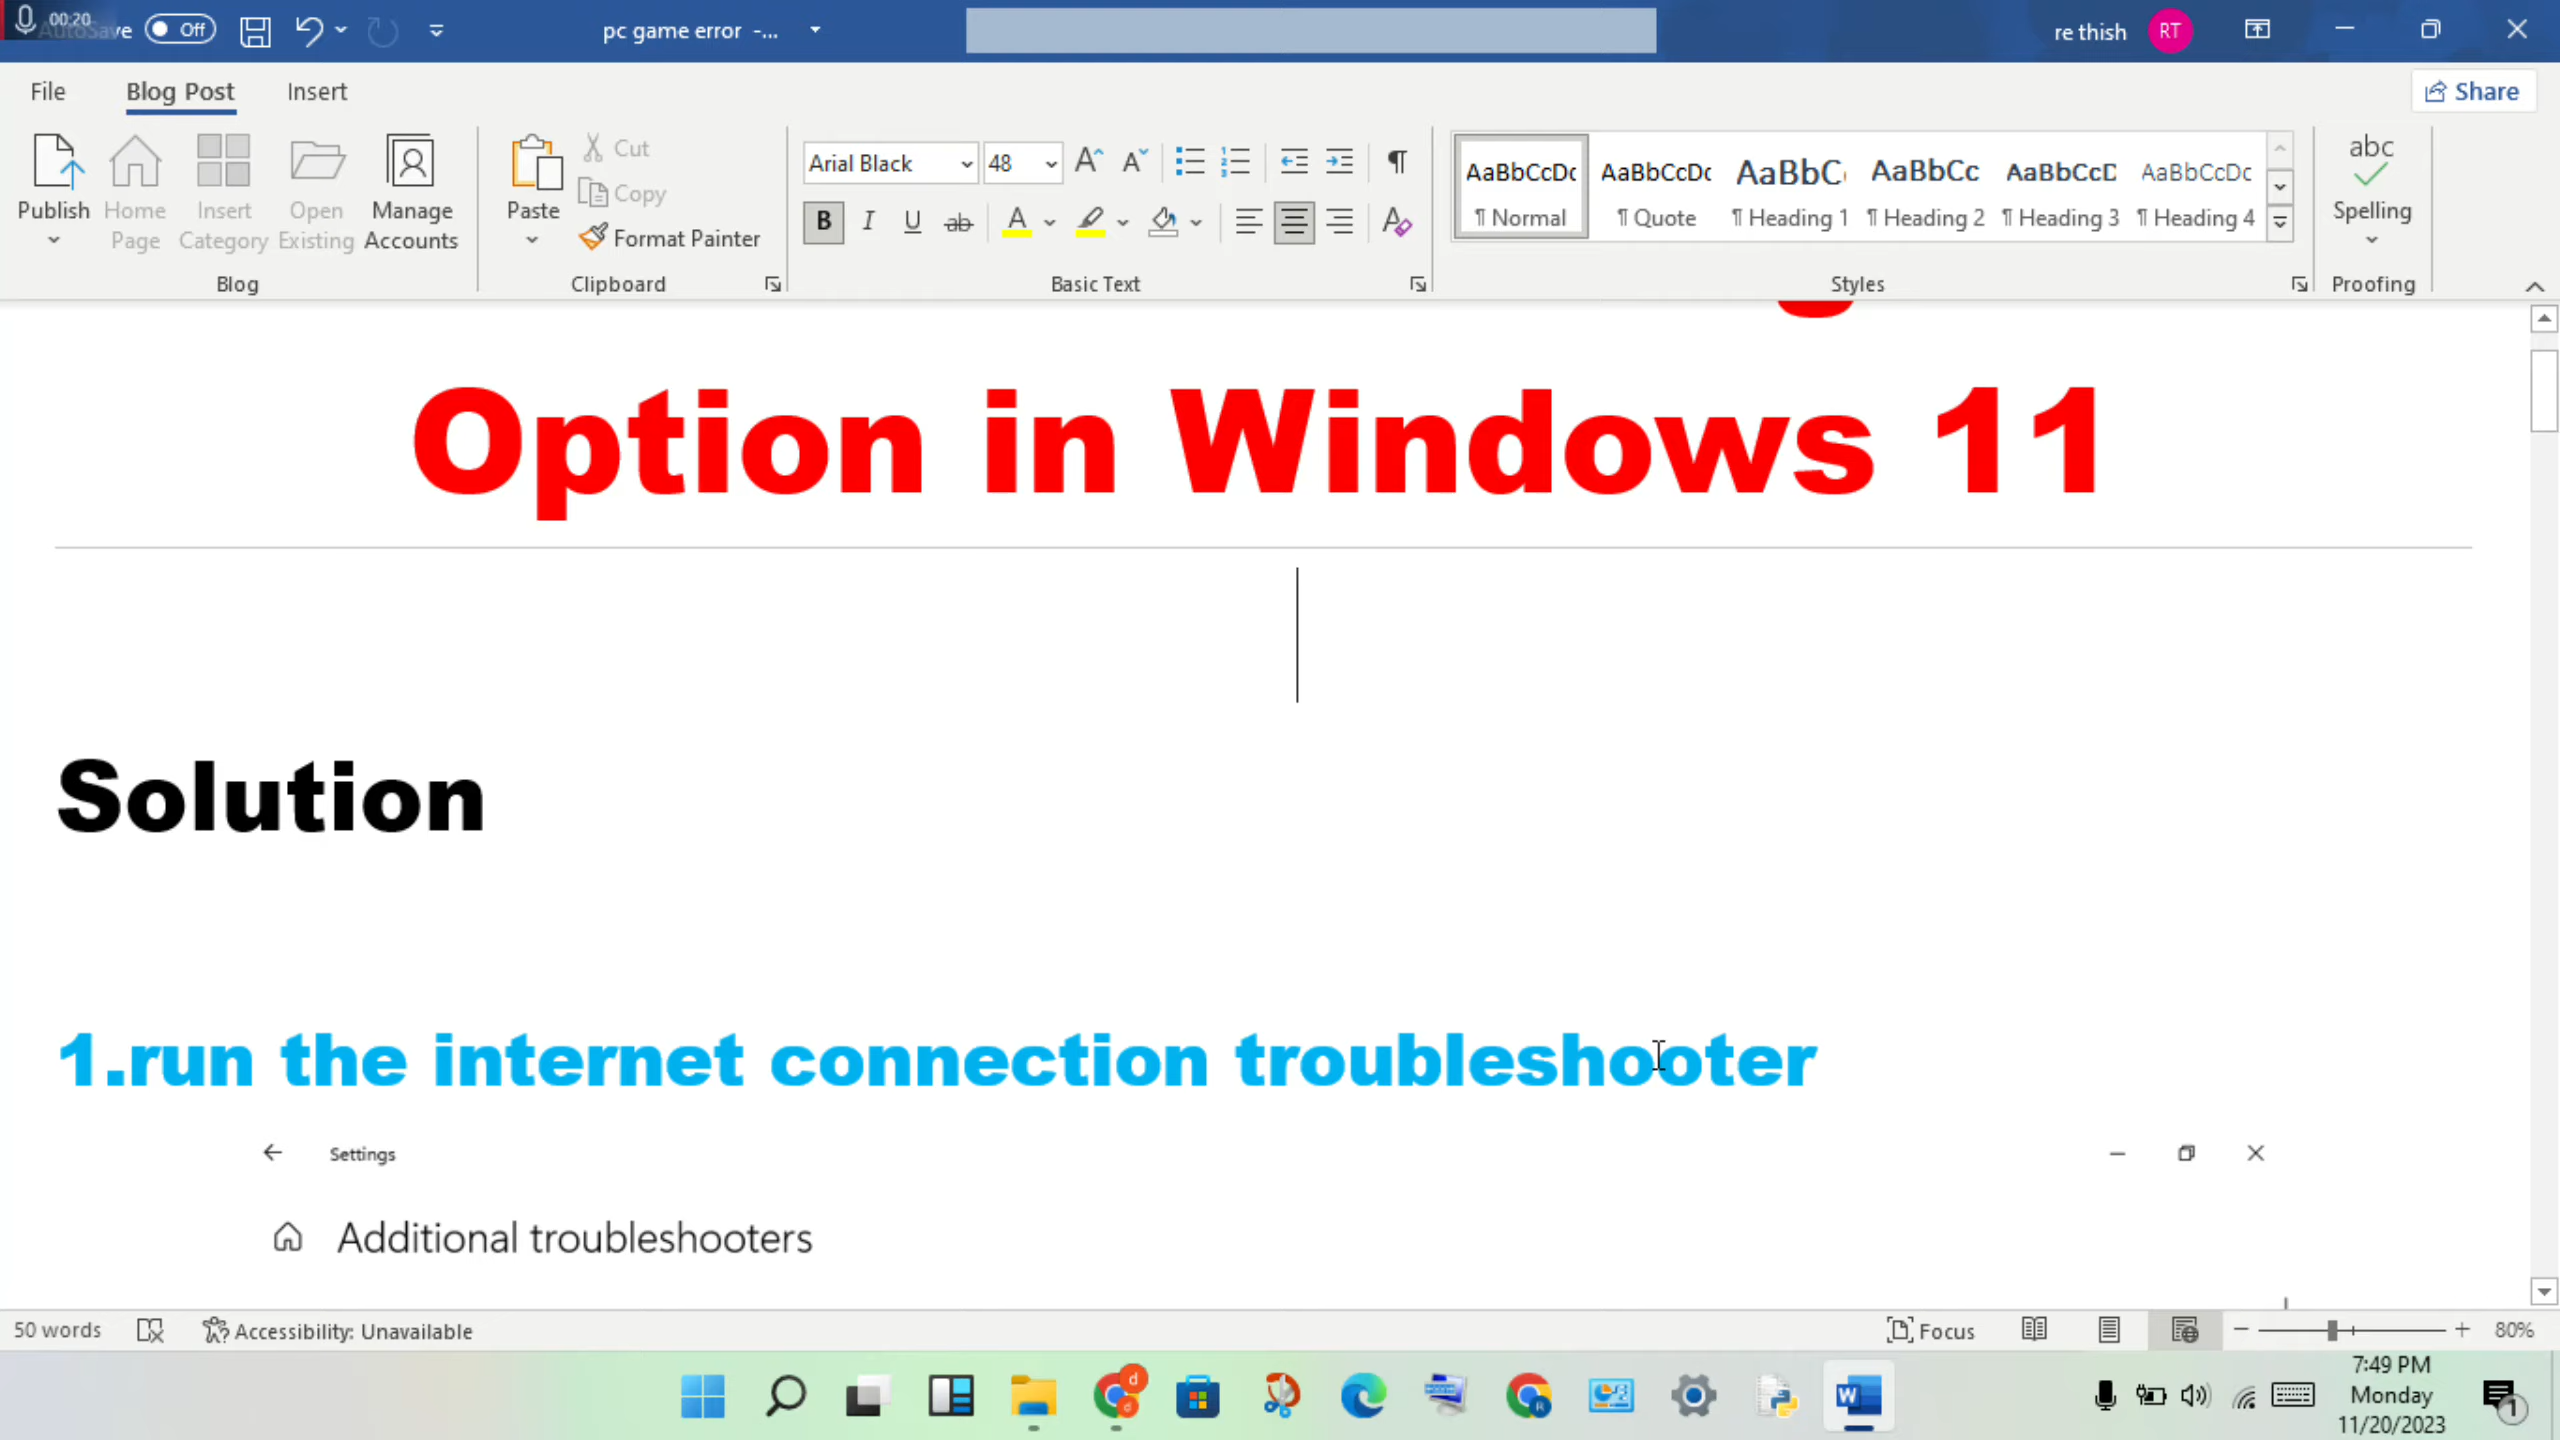 00:20
AutoSave Off
pc game error -...
re thish RT
File Blog Post Insert Share
Publish
Home Page
Insert Category
Open Existing
Manage Accounts
Blog
Paste
Cut
Copy
Format Painter
Clipboard
Arial Black 48
B I U ab A
Basic Text
AaBbCcDc AaBbCcDc AaBbC AaBbCc AaBbCcD AaBbCcDc
¶ Normal ¶ Quote ¶ Heading 1 ¶ Heading 2 ¶ Heading 3 ¶ Heading 4
Styles
abc
Spelling
Proofing
Option in Windows 11
Solution
1.run the internet connection troubleshooter
Settings
Additional troubleshooters
50 words Accessibility: Unavailable Focus 80%
7:49 PM
Monday
11/20/2023
1